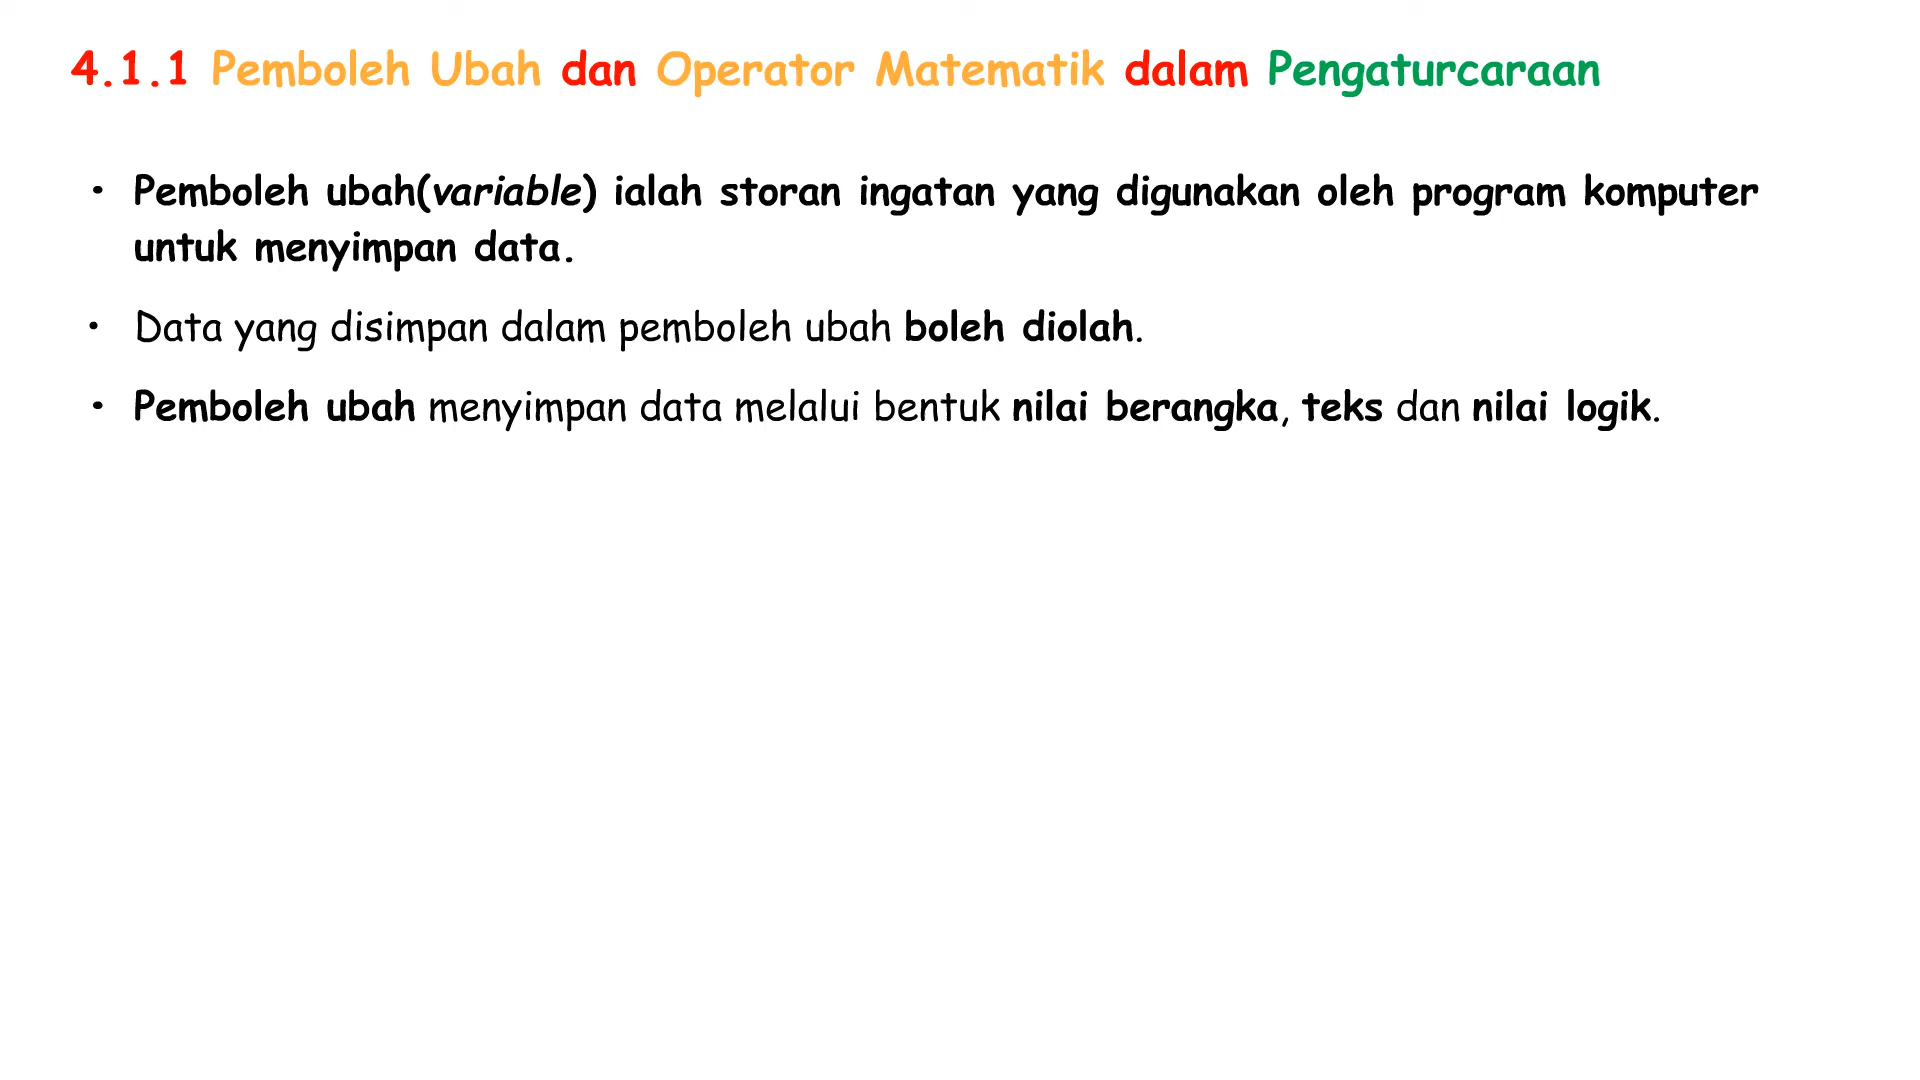 4.1.1 Pemboleh Ubah dan Operator Matematik dalam Pengaturcaraan
• Pemboleh ubah(variable) ialah storan ingatan yang digunakan oleh program komputer
untuk menyimpan data.
• Data yang disimpan dalam pemboleh ubah boleh diolah.
• Pemboleh ubah menyimpan data melalui bentuk nilai berangka, teks dan nilai logik.